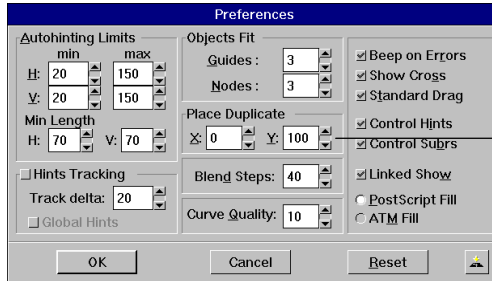 Preferences
Autohinting Limits
min max
H: 20 150
V: 20 150
Min Length
H: 70 V: 70
Hints Tracking
Track delta: 20
Global Hints
Objects Fit
Guides : 3
Nodes : 3
Place Duplicate
X: 0 Y: 100
Blend Steps: 40
Curve Quality: 10
Beep on Errors
Show Cross
Standard Drag
Control Hints
Control Subrs
Linked Show
PostScript Fill
ATM Fill
OK Cancel Reset